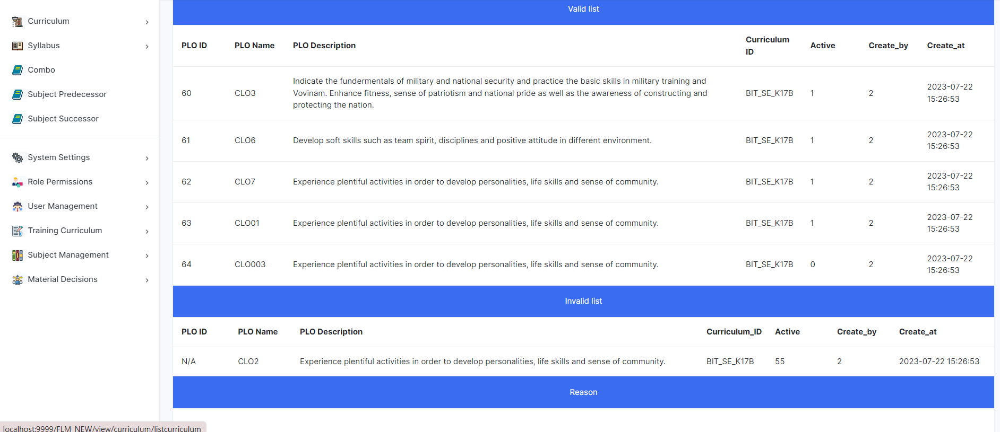 Curriculum
Syllabus
Combo
Subject Predecessor
Subject Successor
System Settings
Role Permissions
User Management
Training Curriculum
Subject Management
Material Decisions
Valid list
PLO ID PLO Name PLO Description Curriculum ID Active Create_by Create_at
60 CLO3 Indicate the fundermentals of military and national security and practice the basic skills in military training and
Vovinam. Enhance fitness, sense of patriotism and national pride as well as the awareness of constructing and
protecting the nation. BIT_SE_K17B 1 2 2023-07-22 15:26:53
61 CLO6 Develop soft skills such as team spirit, disciplines and positive attitude in different environment. BIT_SE_K17B 1 2 2023-07-22 15:26:53
62 CLO7 Experience plentiful activities in order to develop personalities, life skills and sense of community. BIT_SE_K17B 1 2 2023-07-22 15:26:53
63 CLO01 Experience plentiful activities in order to develop personalities, life skills and sense of community. BIT_SE_K17B 1 2 2023-07-22 15:26:53
64 CLO003 Experience plentiful activities in order to develop personalities, life skills and sense of community. BIT_SE_K17B 0 2 2023-07-22 15:26:53
Invalid list
PLO ID PLO Name PLO Description Curriculum_ID Active Create_by Create_at
N/A CLO2 Experience plentiful activities in order to develop personalities, life skills and sense of community. BIT_SE_K17B 55 2 2023-07-22 15:26:53
Reason
localhost:9999/FLM_NEW/view/curriculum/listcurriculum